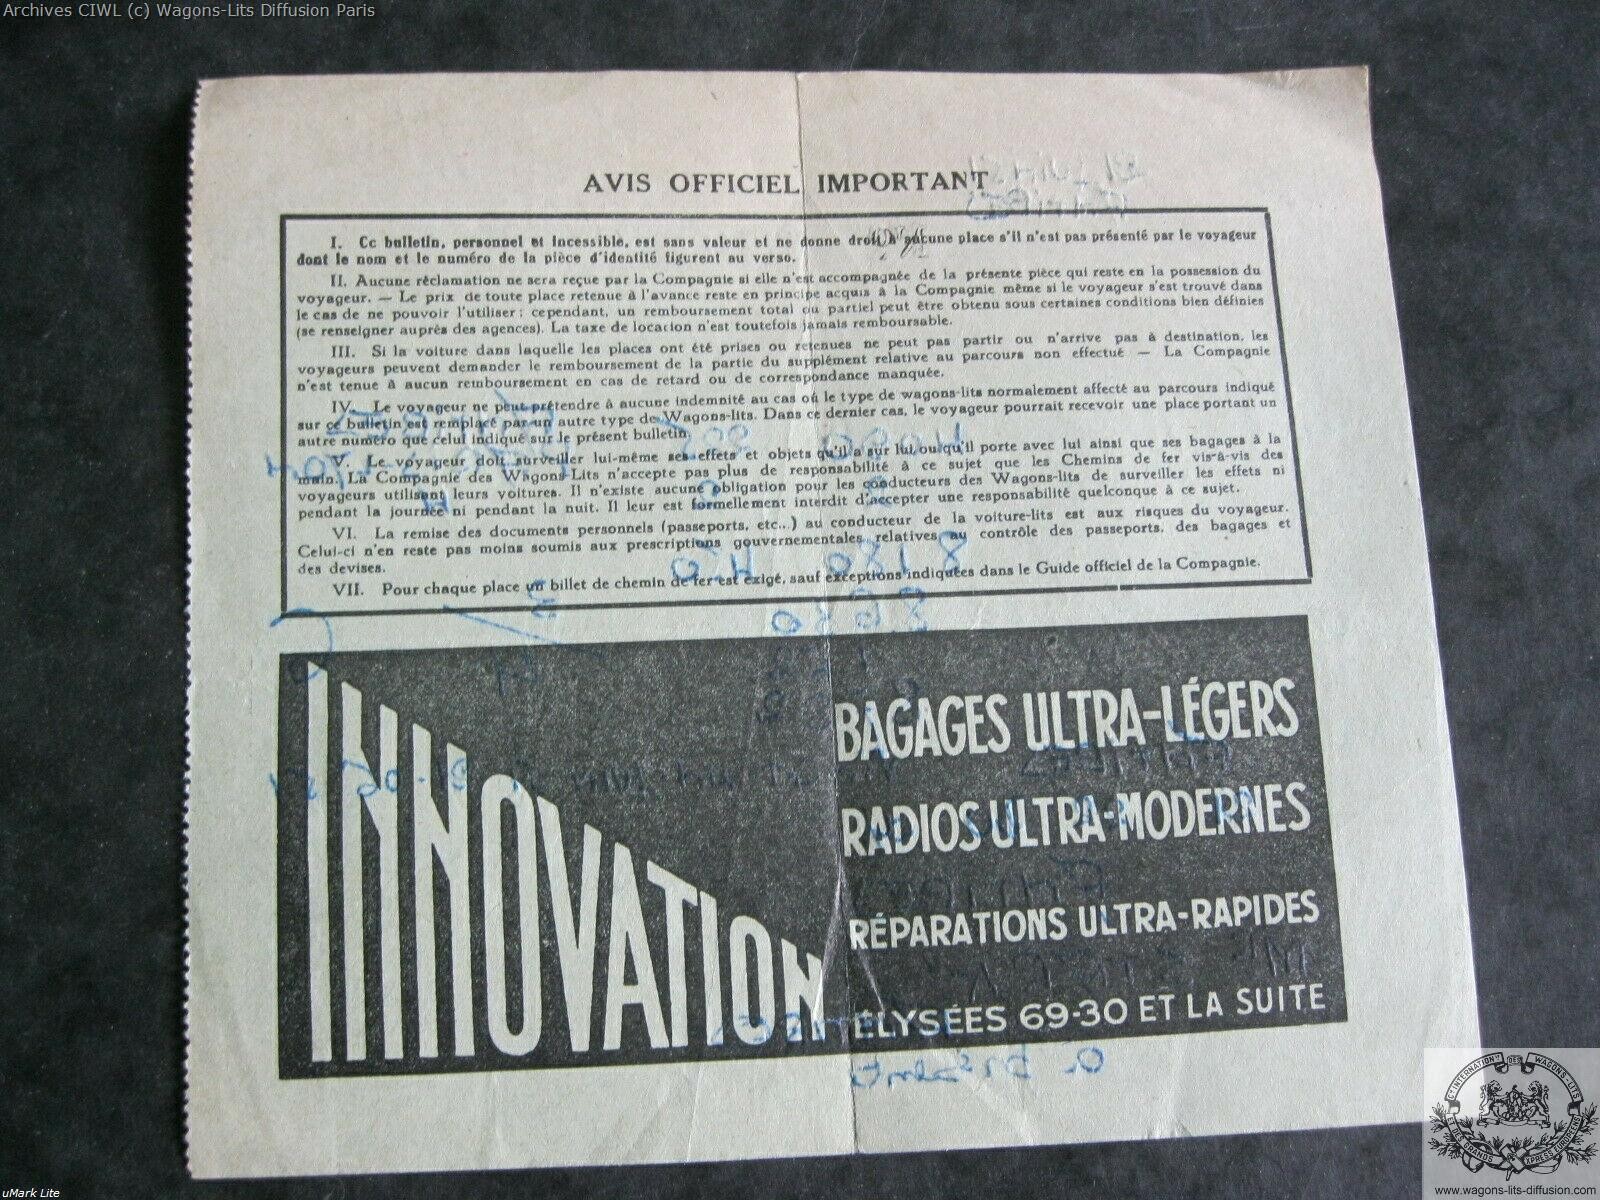 Archives CIWL (c) Wagons-Lits Diffusion Paris
AVIS OFFICIEL IMPORTANT
I. Ce bulletin, personnel et incessible, est sans valeur et ne donne droit à aucune place s'il n'est pas présenté par le voyageur
dont le nom et le numéro de la pièce d'identité figurent au verso.
II. Aucune réclamation ne sera reçue par la Compagnie si elle n'est accompagnée de la présente pièce qui reste en la possession du
voyageur. — Le prix de toute place retenue à l'avance reste en principe acquis à la Compagnie même si le voyageur s'est trouvé dans
le cas de ne pouvoir l'utiliser : cependant, un remboursement total ou partiel peut être obtenu sous certaines conditions bien définies
(se renseigner auprès des agences). La taxe de location n'est toutefois jamais remboursable.
III. Si la voiture dans laquelle les places ont été prises ou retenues ne peut pas partir ou n'arrive pas à destination, les
voyageurs peuvent demander le remboursement de la partie du supplément relative au parcours non effectué — La Compagnie
n'est tenue à aucun remboursement en cas de retard ou de correspondance manquée.
IV. Le voyageur ne peut prétendre à aucune indemnité au cas où le type de wagons-lits normalement affecté au parcours indiqué
sur ce bulletin est remplacé par un autre type de Wagons-lits. Dans ce dernier cas, le voyageur pourrait recevoir une place portant un
autre numéro que celui indiqué sur le présent bulletin.
V. Le voyageur doit surveiller lui-même ses effets et objets qu'il a sur lui ou qu'il porte avec lui ainsi que ses bagages à la
main. La Compagnie des Wagons-Lits n'accepte pas plus de responsabilité à ce sujet que les Chemins de fer vis-à-vis des
voyageurs utilisant leurs voitures. Il n'existe aucune obligation pour les conducteurs des Wagons-lits de surveiller les effets ni
pendant la journée ni pendant la nuit. Il leur est formellement interdit d'accepter une responsabilité quelconque à ce sujet.
VI. La remise des documents personnels (passeports, etc...) au conducteur de la voiture-lits est aux risques du voyageur.
Celui-ci n'en reste pas moins soumis aux prescriptions gouvernementales relatives au contrôle des passeports, des bagages et
des devises.
VII. Pour chaque place un billet de chemin de fer est exigé, sauf exceptions indiquées dans le Guide officiel de la Compagnie.
INNOVATION
BAGAGES ULTRA-LÉGERS
RADIOS ULTRA-MODERNES
RÉPARATIONS ULTRA-RAPIDES
ÉLYSÉES 69-30 ET LA SUITE
Cie INTERNATIONle DES WAGONS-LITS
ET DES GRANDS EXPRESS EUROPÉENS
www.wagons-lits-diffusion.com
uMark Lite